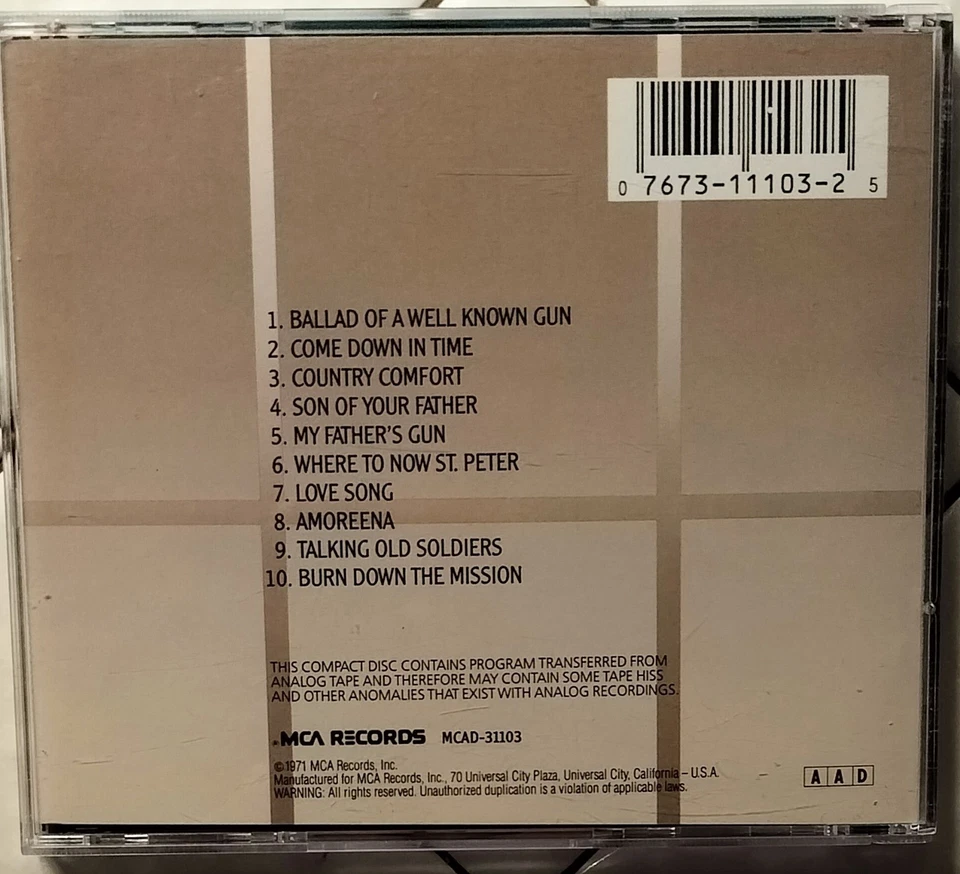 0 7673-11103-2 5
1. BALLAD OF A WELL KNOWN GUN
2. COME DOWN IN TIME
3. COUNTRY COMFORT
4. SON OF YOUR FATHER
5. MY FATHER'S GUN
6. WHERE TO NOW ST. PETER
7. LOVE SONG
8. AMOREENA
9. TALKING OLD SOLDIERS
10. BURN DOWN THE MISSION
THIS COMPACT DISC CONTAINS PROGRAM TRANSFERRED FROM
ANALOG TAPE AND THEREFORE MAY CONTAIN SOME TAPE HISS
AND OTHER ANOMALIES THAT EXIST WITH ANALOG RECORDINGS.
MCA RECORDS MCAD-31103
©1971 MCA Records, Inc.
Manufactured for MCA Records, Inc., 70 Universal City Plaza, Universal City, California – U.S.A.
WARNING: All rights reserved. Unauthorized duplication is a violation of applicable laws.
A A D